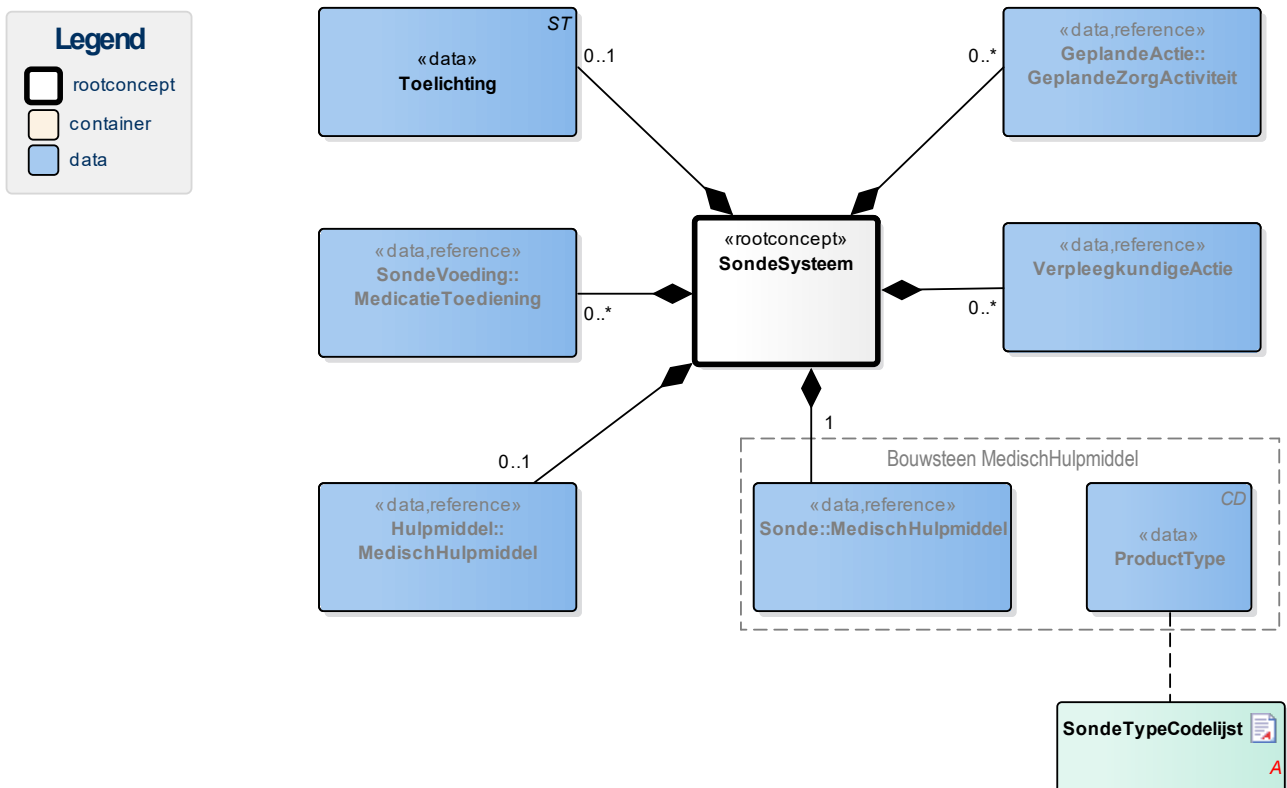 Legend
rootconcept
container
data
ST
«data»
Toelichting
0..1
«data,reference»
GeplandeActie::
GeplandeZorgActiviteit
0..*
«data,reference»
SondeVoeding::
MedicatieToediening
0..*
«rootconcept»
SondeSysteem
«data,reference»
VerpleegkundigeActie
0..*
1
0..1
«data,reference»
Hulpmiddel::
MedischHulpmiddel
Bouwsteen MedischHulpmiddel
«data,reference»
Sonde::MedischHulpmiddel
CD
«data»
ProductType
SondeTypeCodelijst
A